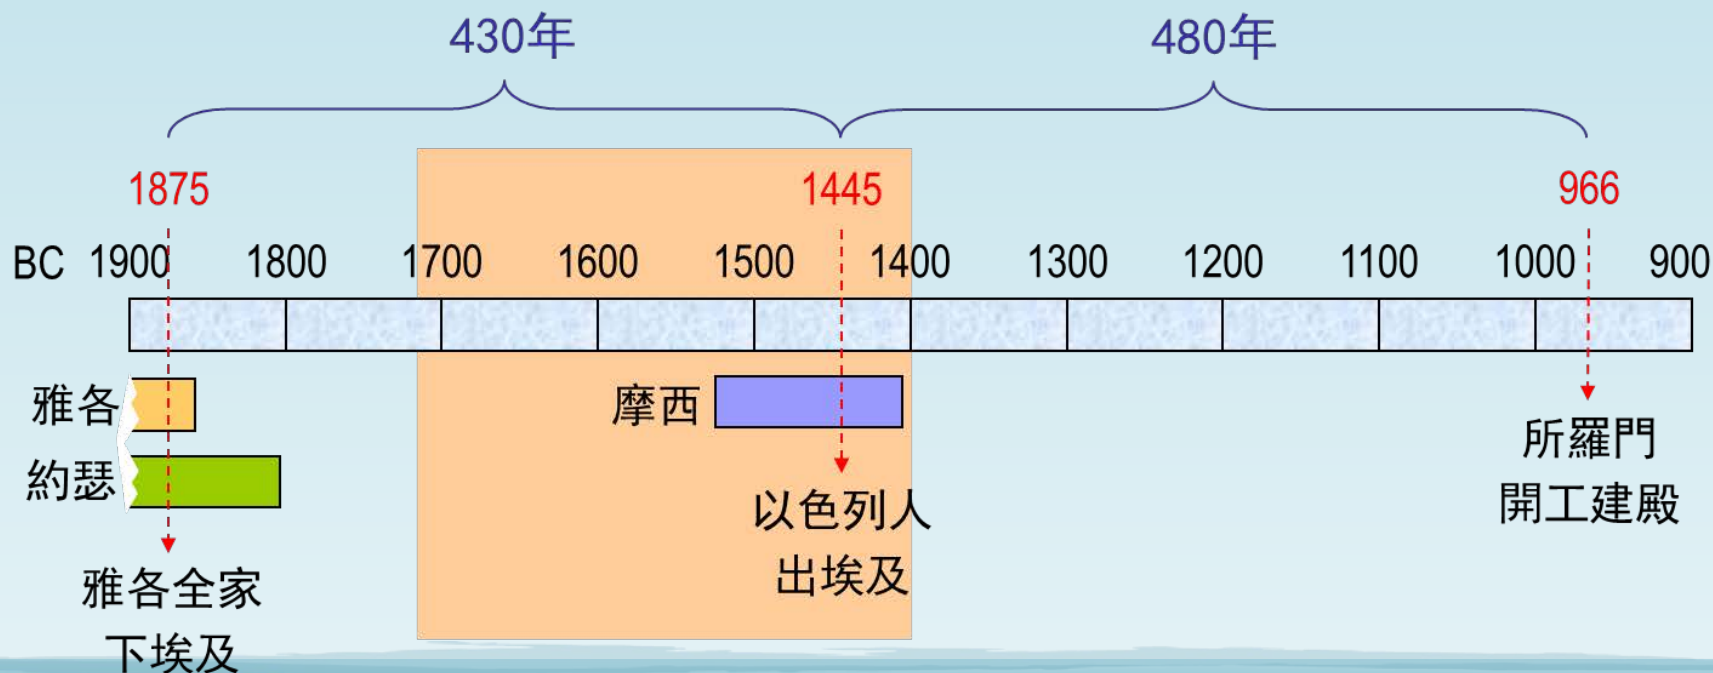 430年 480年
1875 1445 966
BC 1900 1800 1700 1600 1500 1400 1300 1200 1100 1000 900
雅各 摩西
約瑟
所羅門
開工建殿
以色列人
出埃及
雅各全家
下埃及